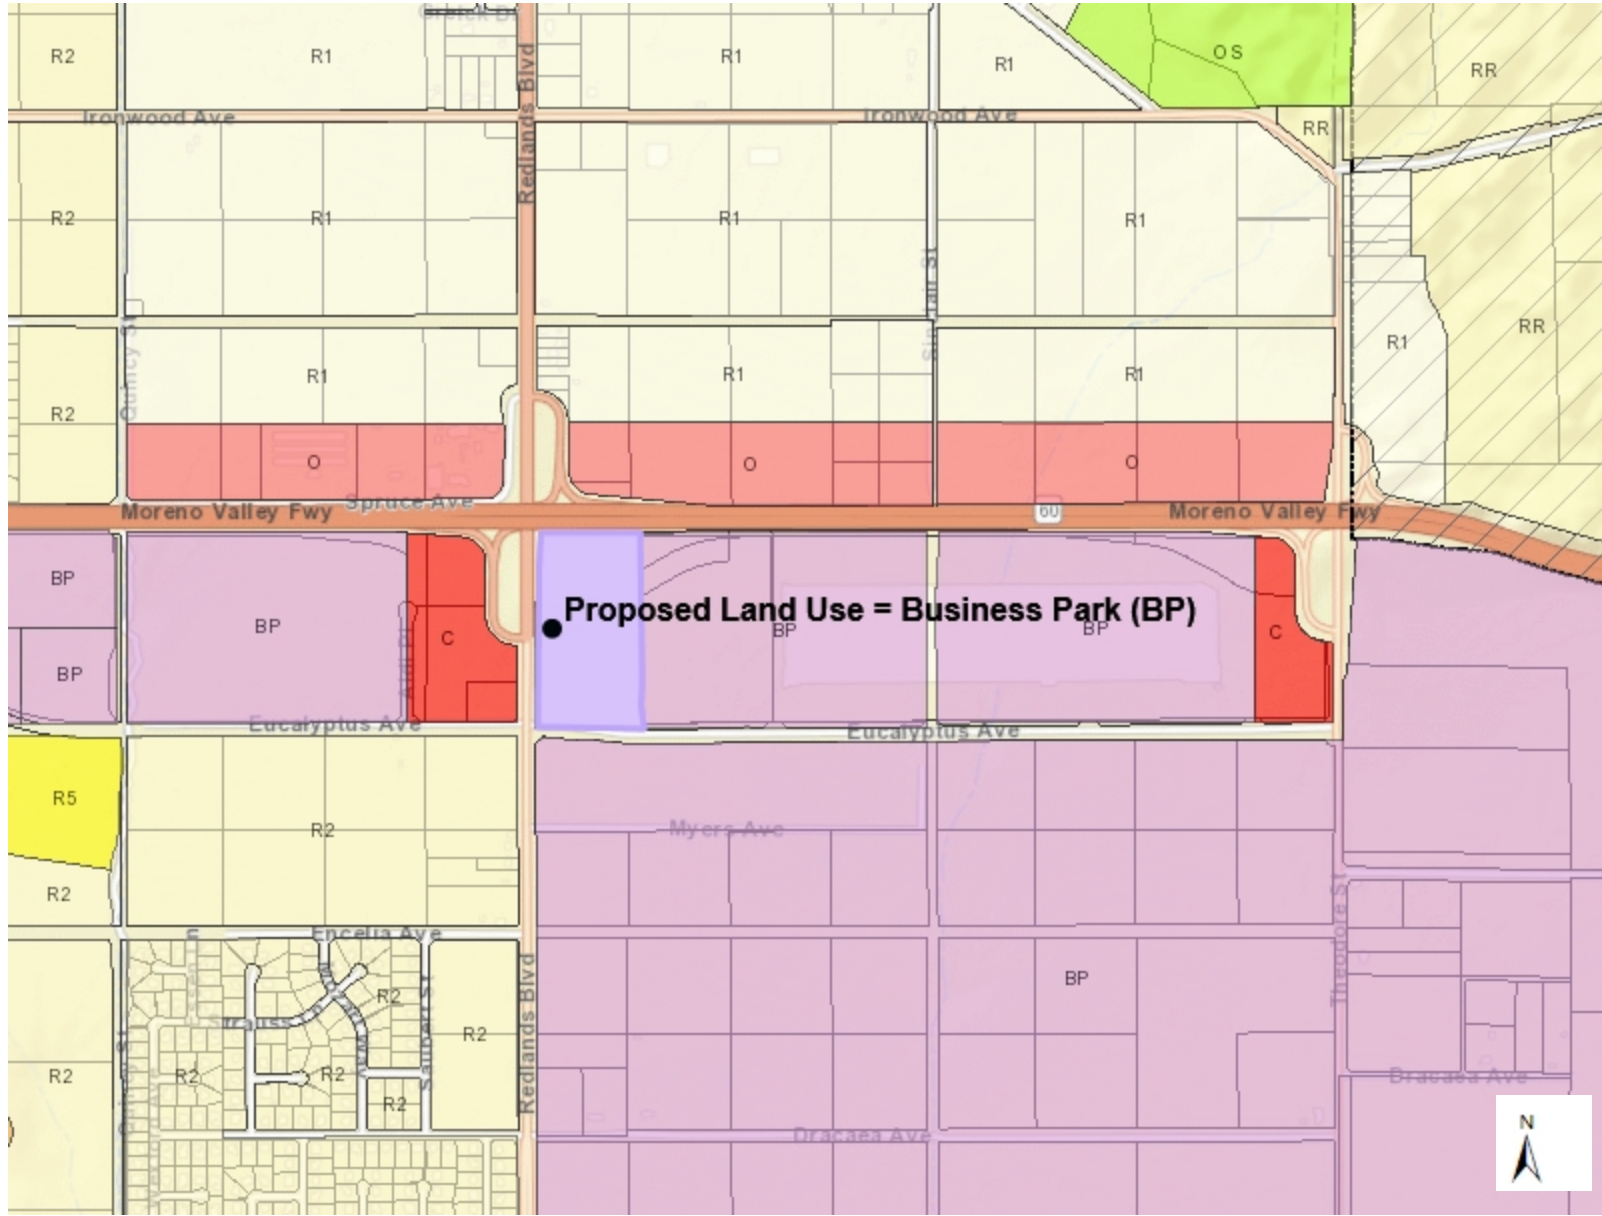 Redlands Blvd
R2
R1
R1
R1
OS
RR
Ironwood Ave
Ironwood Ave
RR
R2
R1
R1
R1
Quincy St
R1
RR
R2
R1
R1
R1
O
O
O
Spruce Ave
Moreno Valley Fwy
60
Moreno Valley Fwy
BP
BP
BP
C
Proposed Land Use = Business Park (BP)
BP
BP
C
Eucalyptus Ave
Eucalyptus Ave
R5
R2
R2
Myers Ave
Encelia Ave
Redlands Blvd
Theodore St
BP
R2
Strauss
R2
R2
R2
R2
R2
Dracaea Ave
Dracaea Ave
N